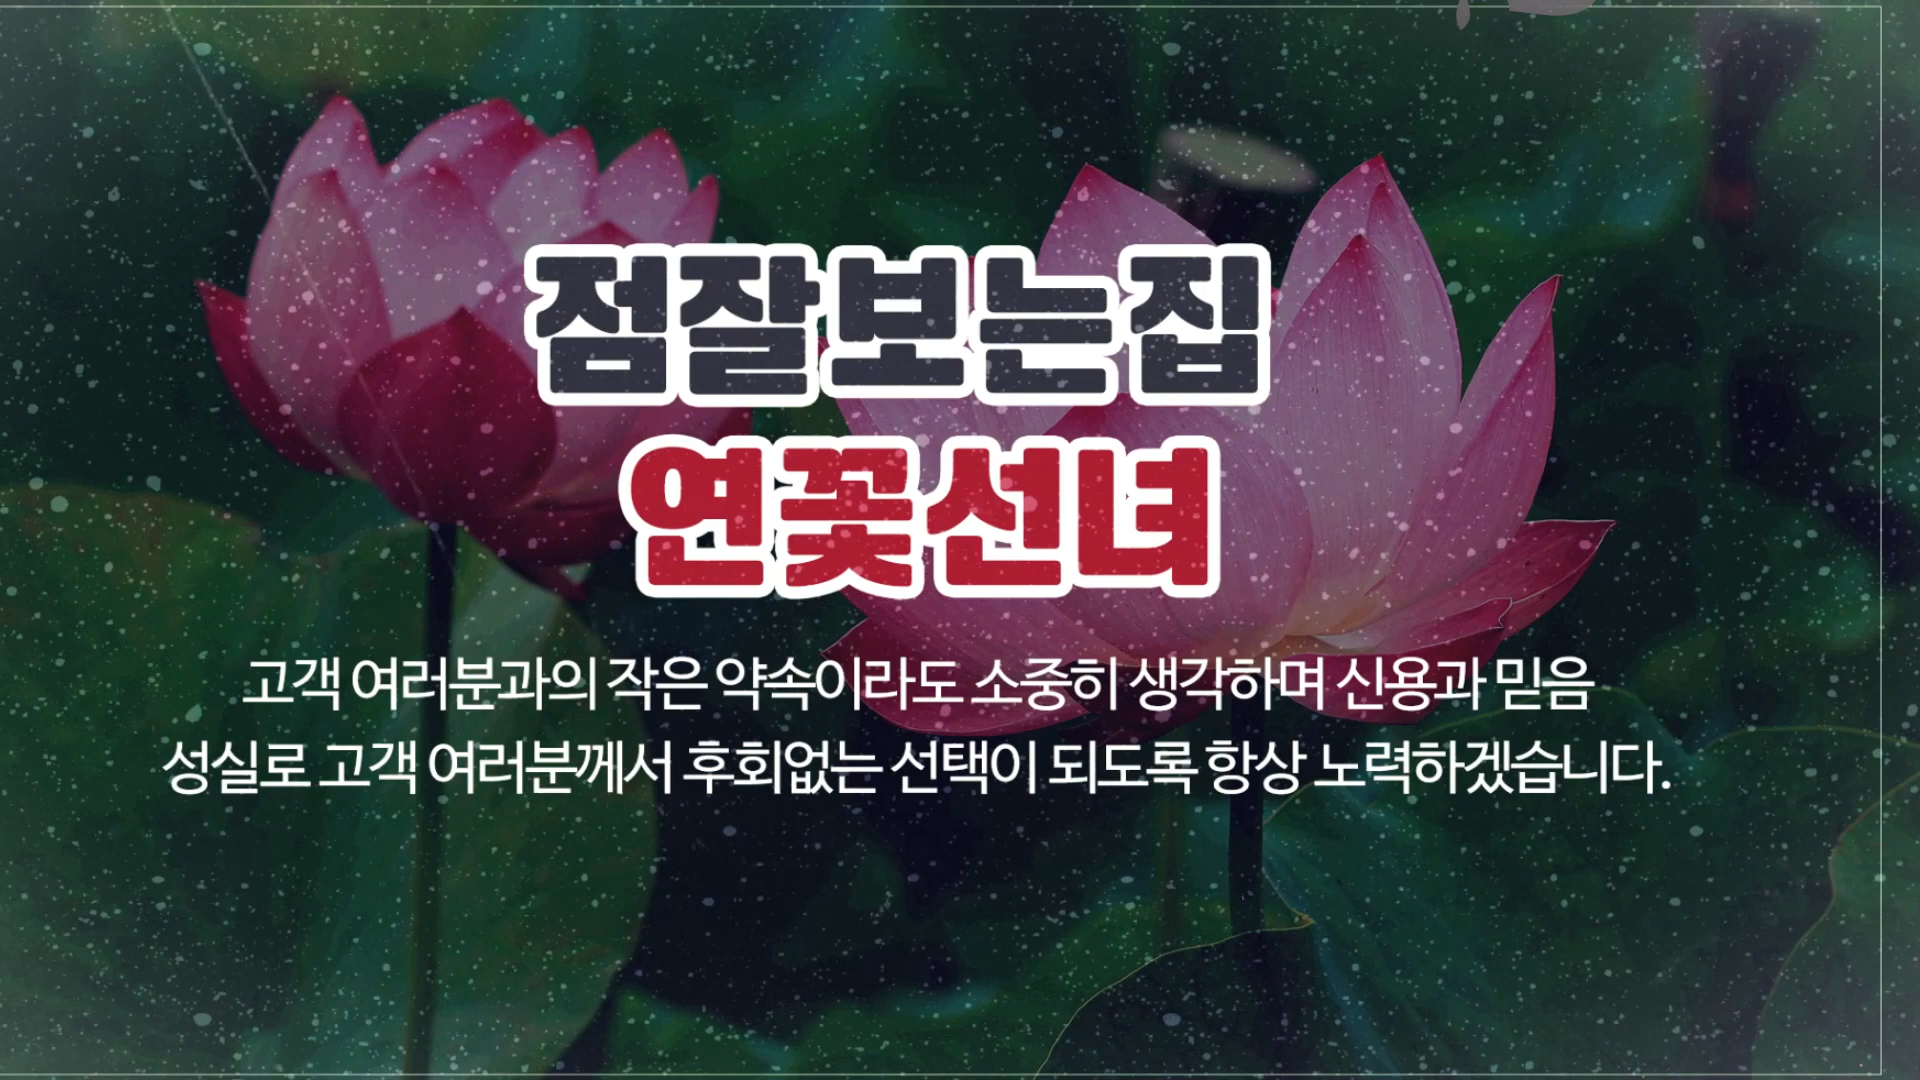 점잘보는집
연꽃선녀
고객 여러분과의 작은 약속이라도 소중히 생각하며 신용과 믿음
성실로 고객 여러분께서 후회없는 선택이 되도록 항상 노력하겠습니다.